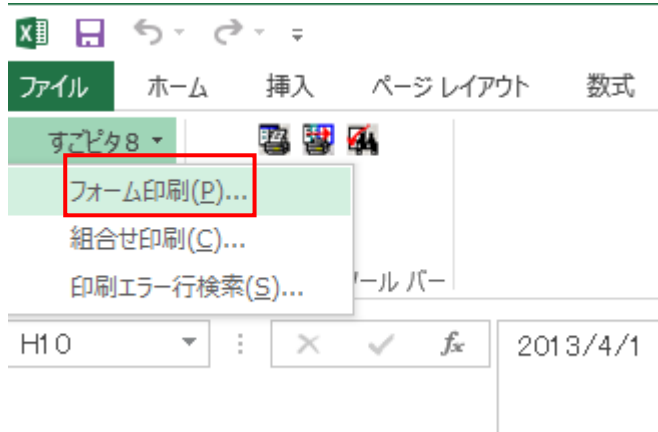 ファイル ホーム 挿入 ページ レイアウト 数式
すごピタ8
フォーム印刷(P)...
組合せ印刷(C)...
印刷エラー行検索(S)...
ール バー
H10 fx 2013/4/1